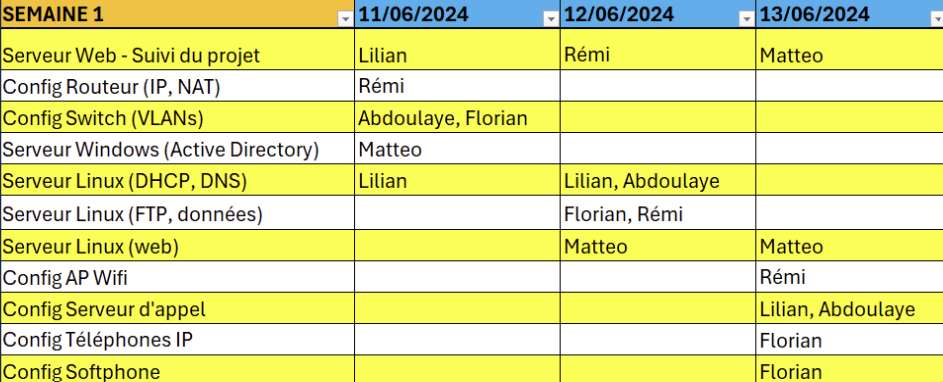 SEMAINE 1 11/06/2024 12/06/2024 13/06/2024
Serveur Web - Suivi du projet Lilian Rémi Matteo
Config Routeur (IP, NAT) Rémi
Config Switch (VLANs) Abdoulaye, Florian
Serveur Windows (Active Directory) Matteo
Serveur Linux (DHCP, DNS) Lilian Lilian, Abdoulaye
Serveur Linux (FTP, données) Florian, Rémi
Serveur Linux (web) Matteo Matteo
Config AP Wifi Rémi
Config Serveur d'appel Lilian, Abdoulaye
Config Téléphones IP Florian
Config Softphone Florian